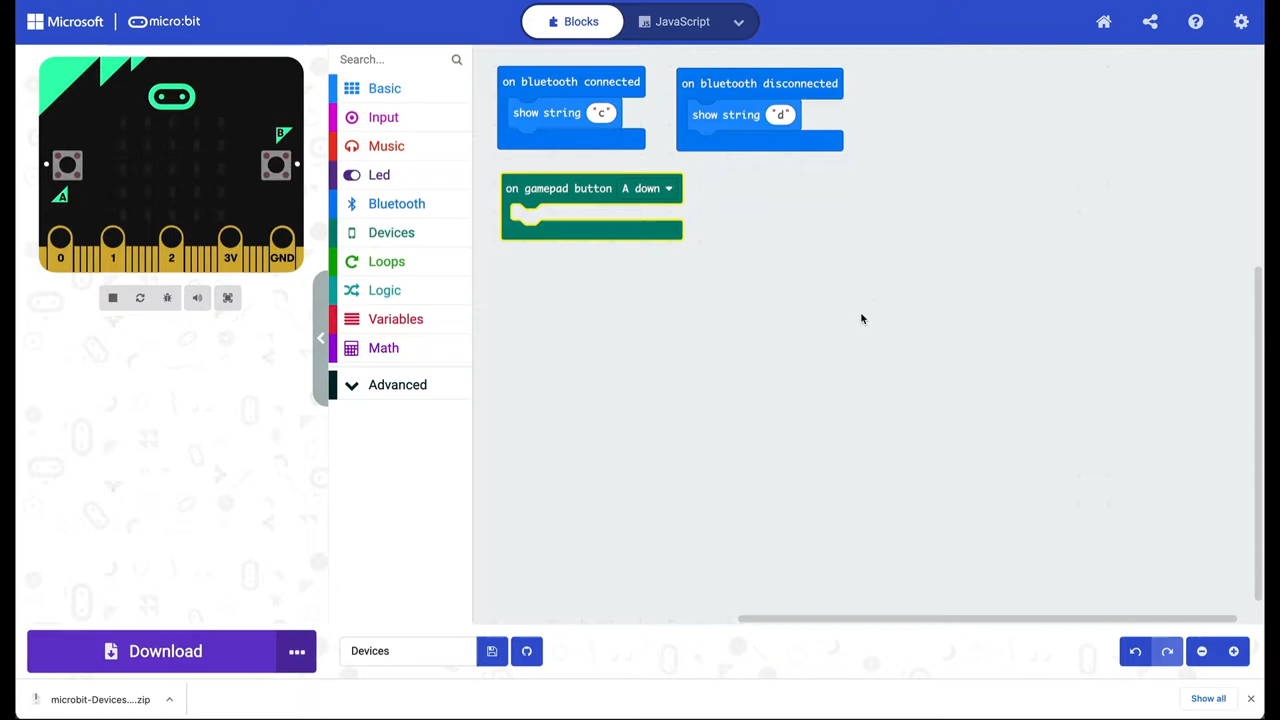 Microsoft
micro:bit
Blocks
JavaScript
Search...
Basic
Input
Music
Led
Bluetooth
Devices
Loops
Logic
Variables
Math
Advanced
on bluetooth connected
show string "c"
on bluetooth disconnected
show string "d"
on gamepad button A down
B
A
0 1 2 3V GND
Download
Devices
microbit-Devices....zip
Show all